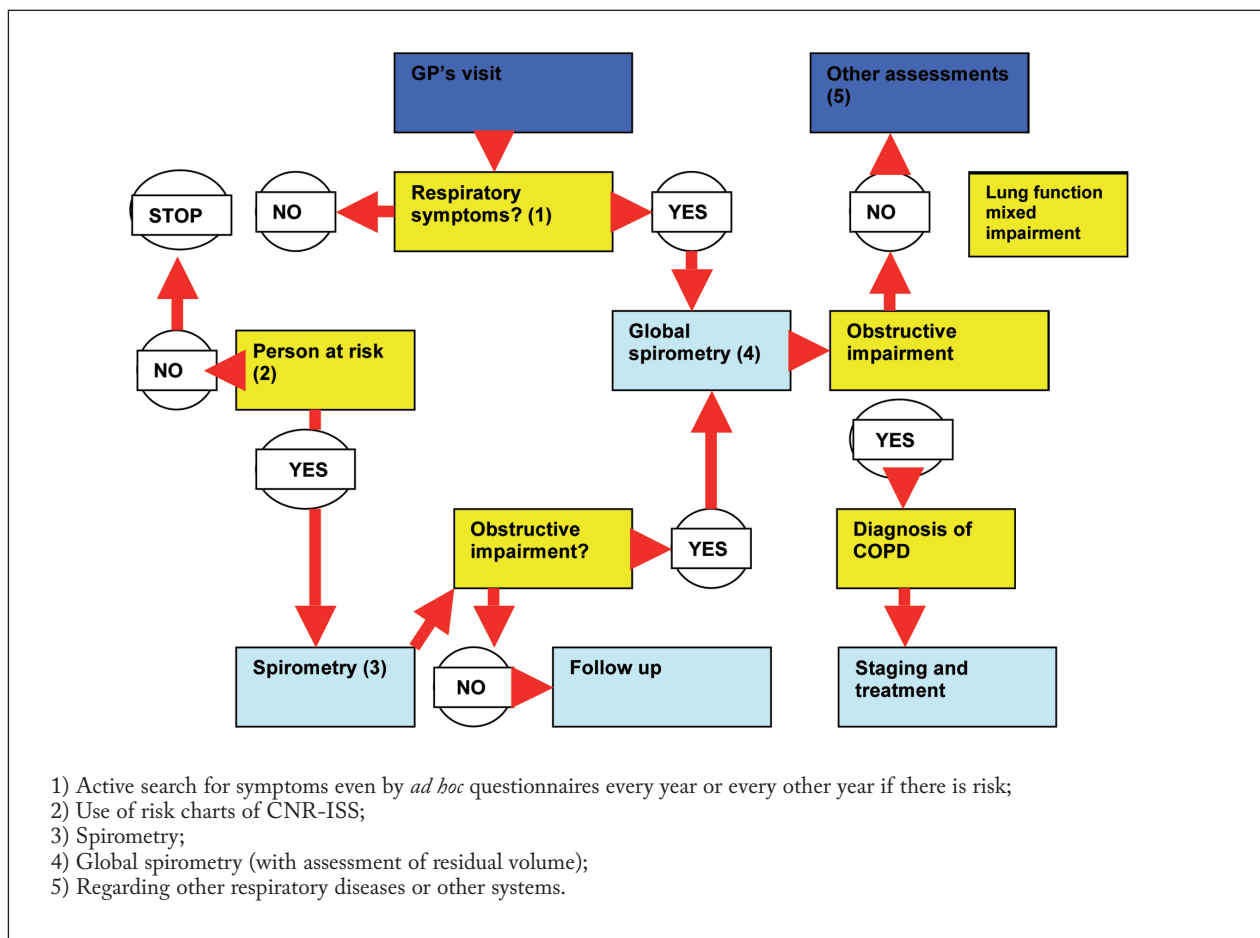 GP's visit
Other assessments
(5)
STOP
NO
Respiratory
symptoms? (1)
YES
NO
Lung function
mixed
impairment
NO
Person at risk
(2)
Global
spirometry (4)
Obstructive
impairment
YES
YES
Obstructive
impairment?
YES
Diagnosis of
COPD
Spirometry (3)
NO
Follow up
Staging and
treatment
1) Active search for symptoms even by ad hoc questionnaires every year or every other year if there is risk;
2) Use of risk charts of CNR-ISS;
3) Spirometry;
4) Global spirometry (with assessment of residual volume);
5) Regarding other respiratory diseases or other systems.